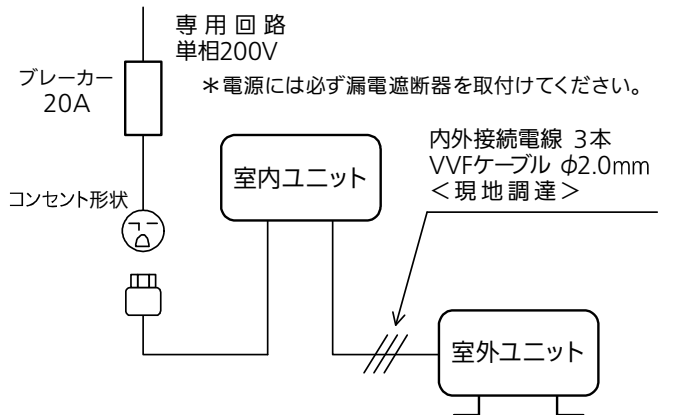 専用回路
単相200V
ブレーカー
20A
＊電源には必ず漏電遮断器を取付けてください。
内外接続電線 3本
VVFケーブル φ2.0mm
＜現地調達＞
室内ユニット
コンセント形状
室外ユニット